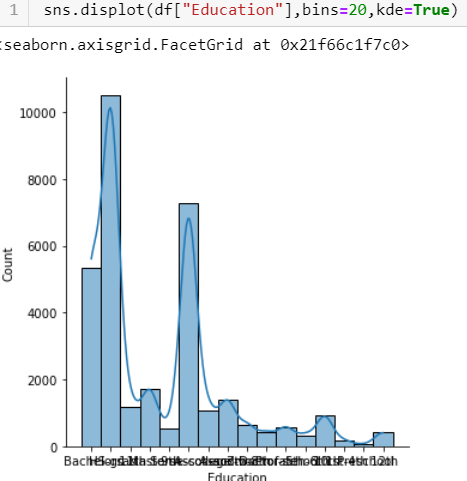 1 sns.displot(df["Education"],bins=20,kde=True)
<seaborn.axisgrid.FacetGrid at 0x21f66c1f7c0>
10000
8000
6000
4000
2000
0
Count
12th
Education